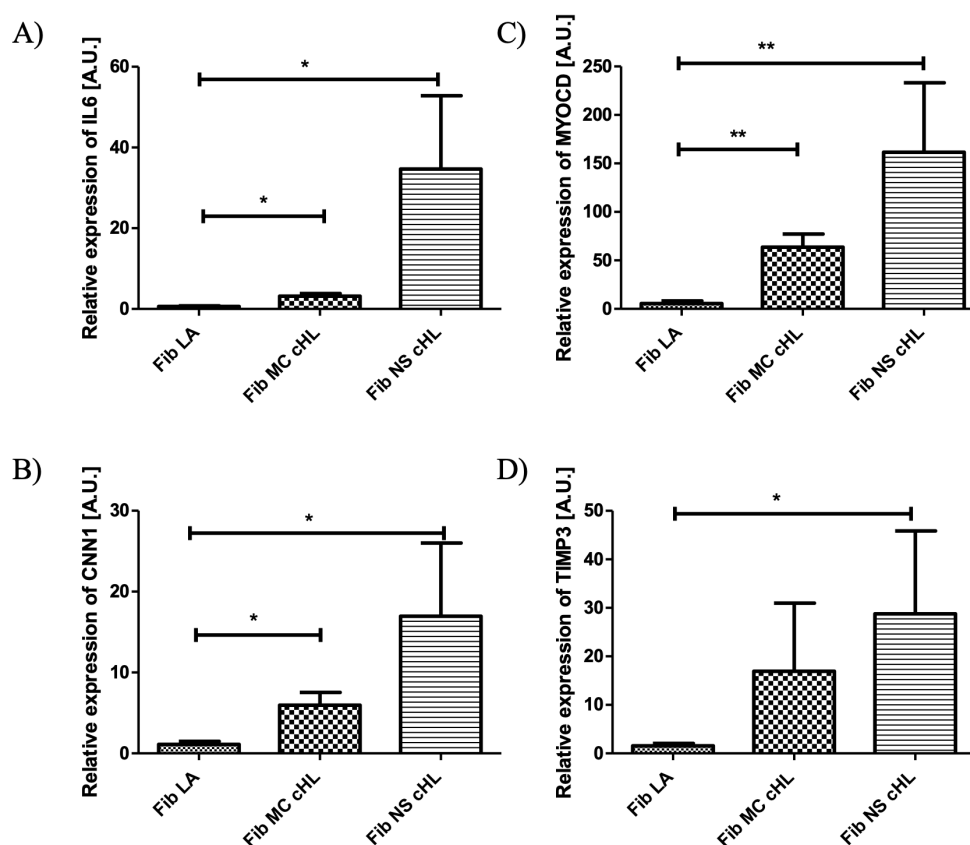 A)
Relative expression of IL6 [A.U.]
60
40
20
0
*
*
Fib LA
Fib MC cHL
Fib NS cHL
C)
Relative expression of MYOCD [A.U.]
250
200
150
100
50
0
**
**
Fib LA
Fib MC cHL
Fib NS cHL
B)
Relative expression of CNN1 [A.U.]
30
20
10
0
*
*
Fib LA
Fib MC cHL
Fib NS cHL
D)
Relative expression of TIMP3 [A.U.]
50
40
30
20
10
0
*
Fib LA
Fib MC cHL
Fib NS cHL